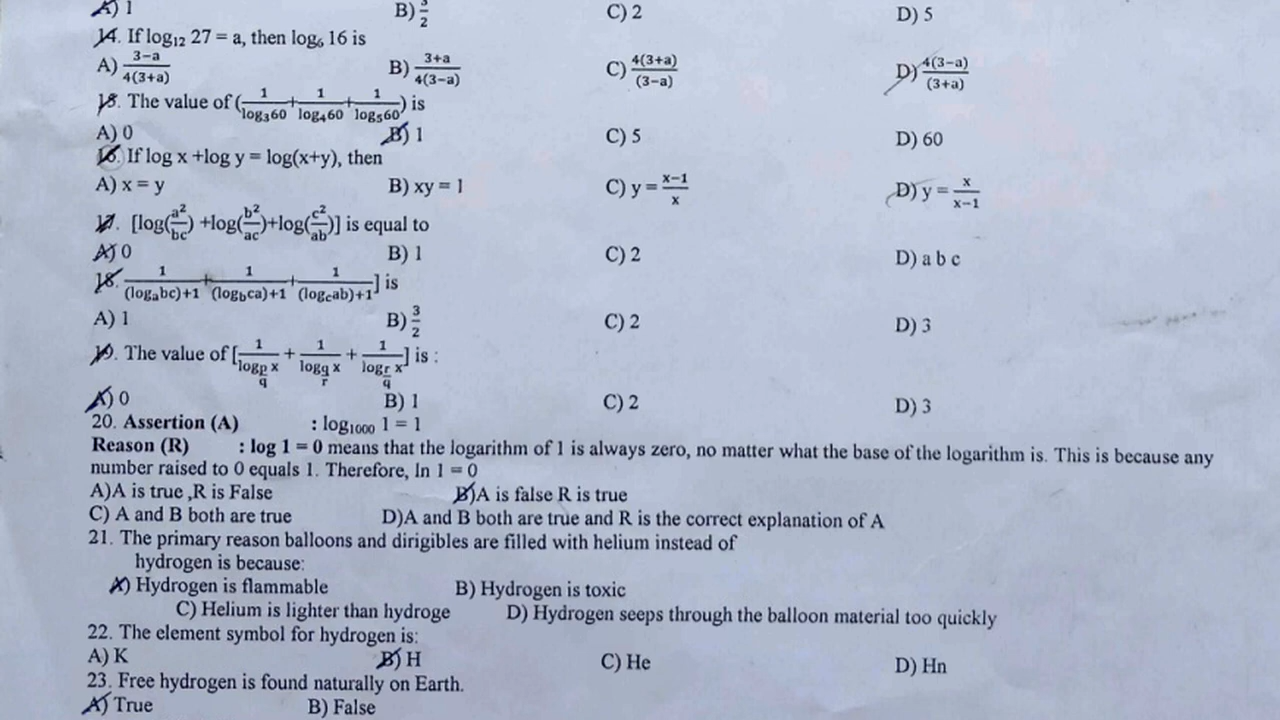 A) 1 B) 3/2 C) 2 D) 5
14. If log₁₂ 27 = a, then log₆ 16 is
A) (3−a)/(4(3+a)) B) (3+a)/(4(3−a)) C) (4(3+a))/((3−a)) D) (4(3−a))/((3+a))
15. The value of (1/log₃60 + 1/log₄60 + 1/log₅60) is
A) 0 B) 1 C) 5 D) 60
16. If log x +log y = log(x+y), then
A) x = y B) xy = 1 C) y = (x−1)/x D) y = x/(x−1)
17. [log(a²/bc) +log(b²/ac)+log(c²/ab)] is equal to
A) 0 B) 1 C) 2 D) a b c
18. 1/((logₐbc)+1) + 1/((log_b ca)+1) + 1/((log_c ab)+1)] is
A) 1 B) 3/2 C) 2 D) 3
19. The value of [1/(log_(p/q) x) + 1/(log_(q/r) x) + 1/(log_(r/q) x)] is :
A) 0 B) 1 C) 2 D) 3
20. Assertion (A) : log₁₀₀₀ 1 = 1
Reason (R) : log 1 = 0 means that the logarithm of 1 is always zero, no matter what the base of the logarithm is. This is because any
number raised to 0 equals 1. Therefore, ln 1 = 0
A)A is true ,R is False B)A is false R is true
C) A and B both are true D)A and B both are true and R is the correct explanation of A
21. The primary reason balloons and dirigibles are filled with helium instead of
hydrogen is because:
A) Hydrogen is flammable B) Hydrogen is toxic
C) Helium is lighter than hydroge D) Hydrogen seeps through the balloon material too quickly
22. The element symbol for hydrogen is:
A) K B) H C) He D) Hn
23. Free hydrogen is found naturally on Earth.
A) True B) False